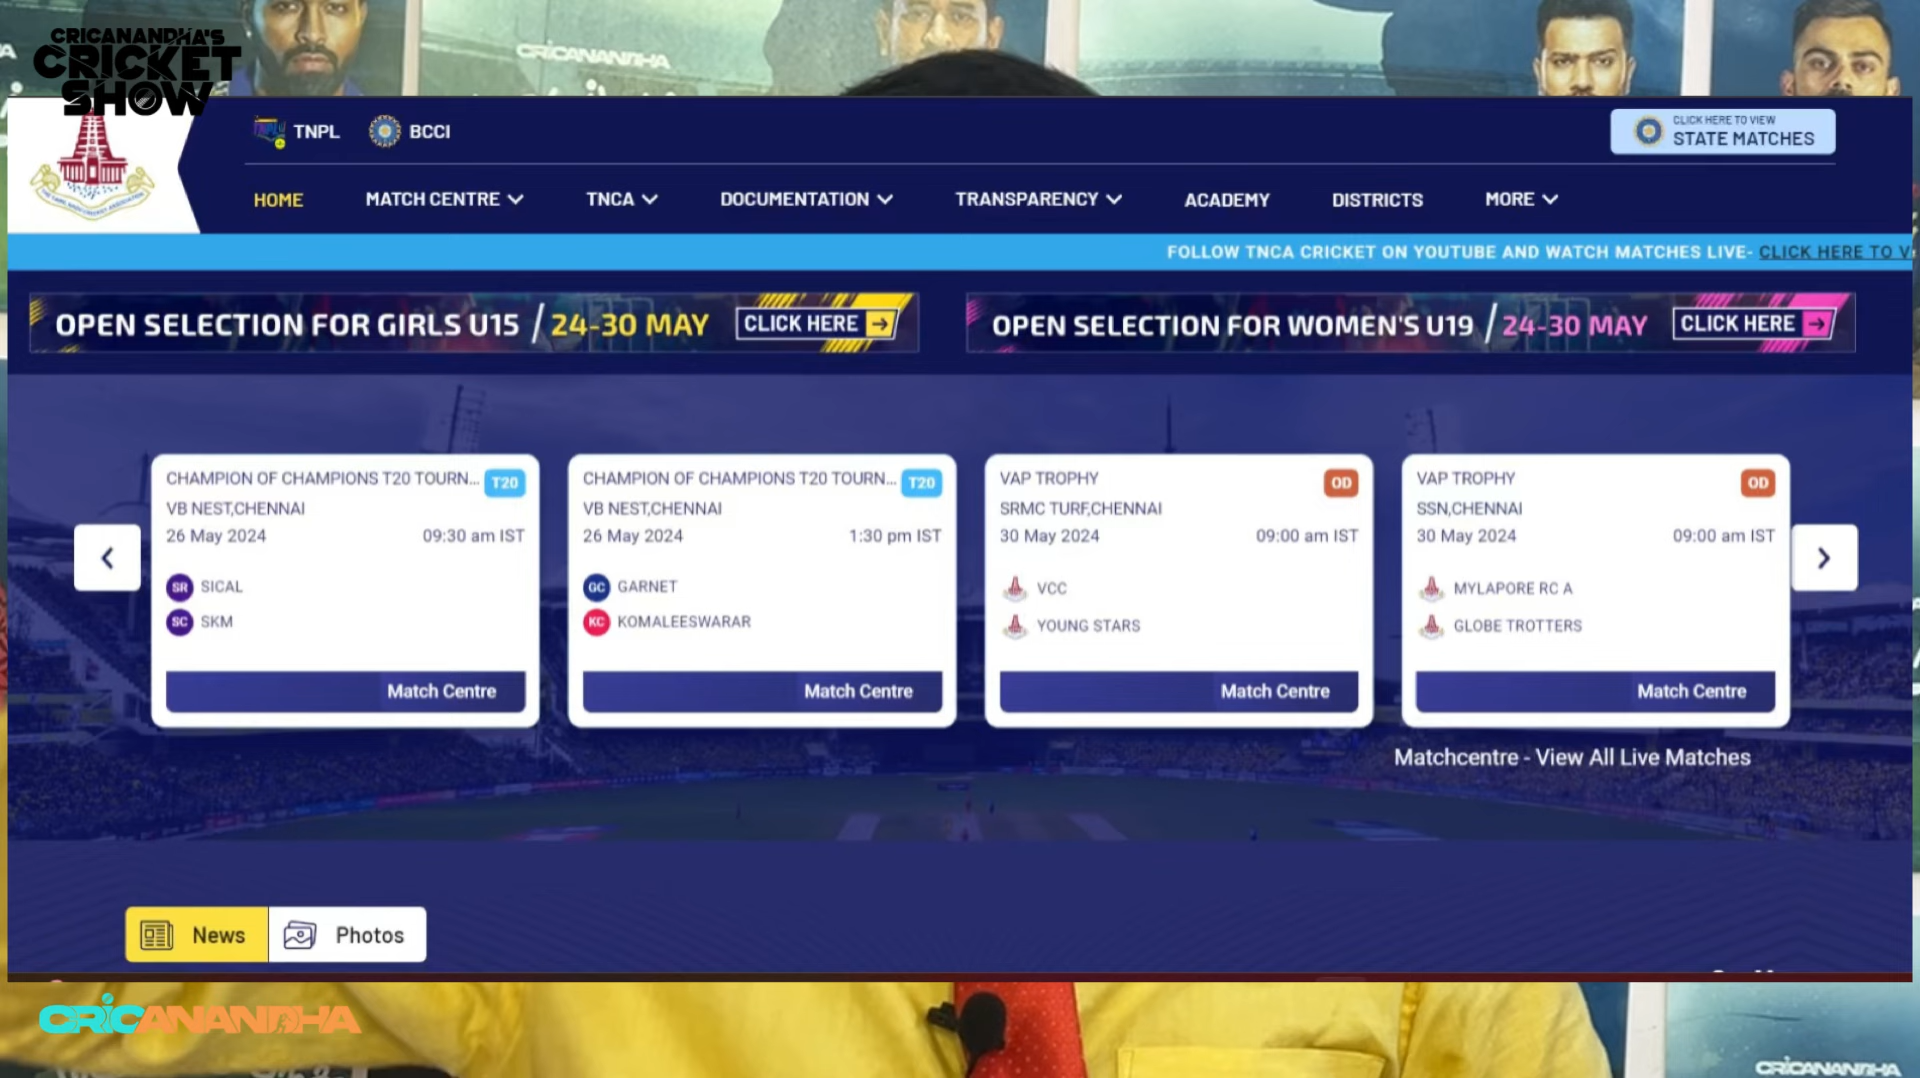 CRICANANDHA'S
CRICKET
SHOW
CRICANANDHA
TNPL
BCCI
CLICK HERE TO VIEW
STATE MATCHES
HOME
MATCH CENTRE
TNCA
DOCUMENTATION
TRANSPARENCY
ACADEMY
DISTRICTS
MORE
FOLLOW TNCA CRICKET ON YOUTUBE AND WATCH MATCHES LIVE- CLICK HERE TO V
OPEN SELECTION FOR GIRLS U15 / 24-30 MAY CLICK HERE
OPEN SELECTION FOR WOMEN'S U19 / 24-30 MAY CLICK HERE
CHAMPION OF CHAMPIONS T20 TOURN... T20
VB NEST,CHENNAI
26 May 2024 09:30 am IST
SR SICAL
SC SKM
Match Centre
CHAMPION OF CHAMPIONS T20 TOURN... T20
VB NEST,CHENNAI
26 May 2024 1:30 pm IST
GC GARNET
KC KOMALEESWARAR
Match Centre
VAP TROPHY OD
SRMC TURF,CHENNAI
30 May 2024 09:00 am IST
VCC
YOUNG STARS
Match Centre
VAP TROPHY OD
SSN,CHENNAI
30 May 2024 09:00 am IST
MYLAPORE RC A
GLOBE TROTTERS
Match Centre
Matchcentre - View All Live Matches
News
Photos
CRICANANDHA
CRICANANDHA